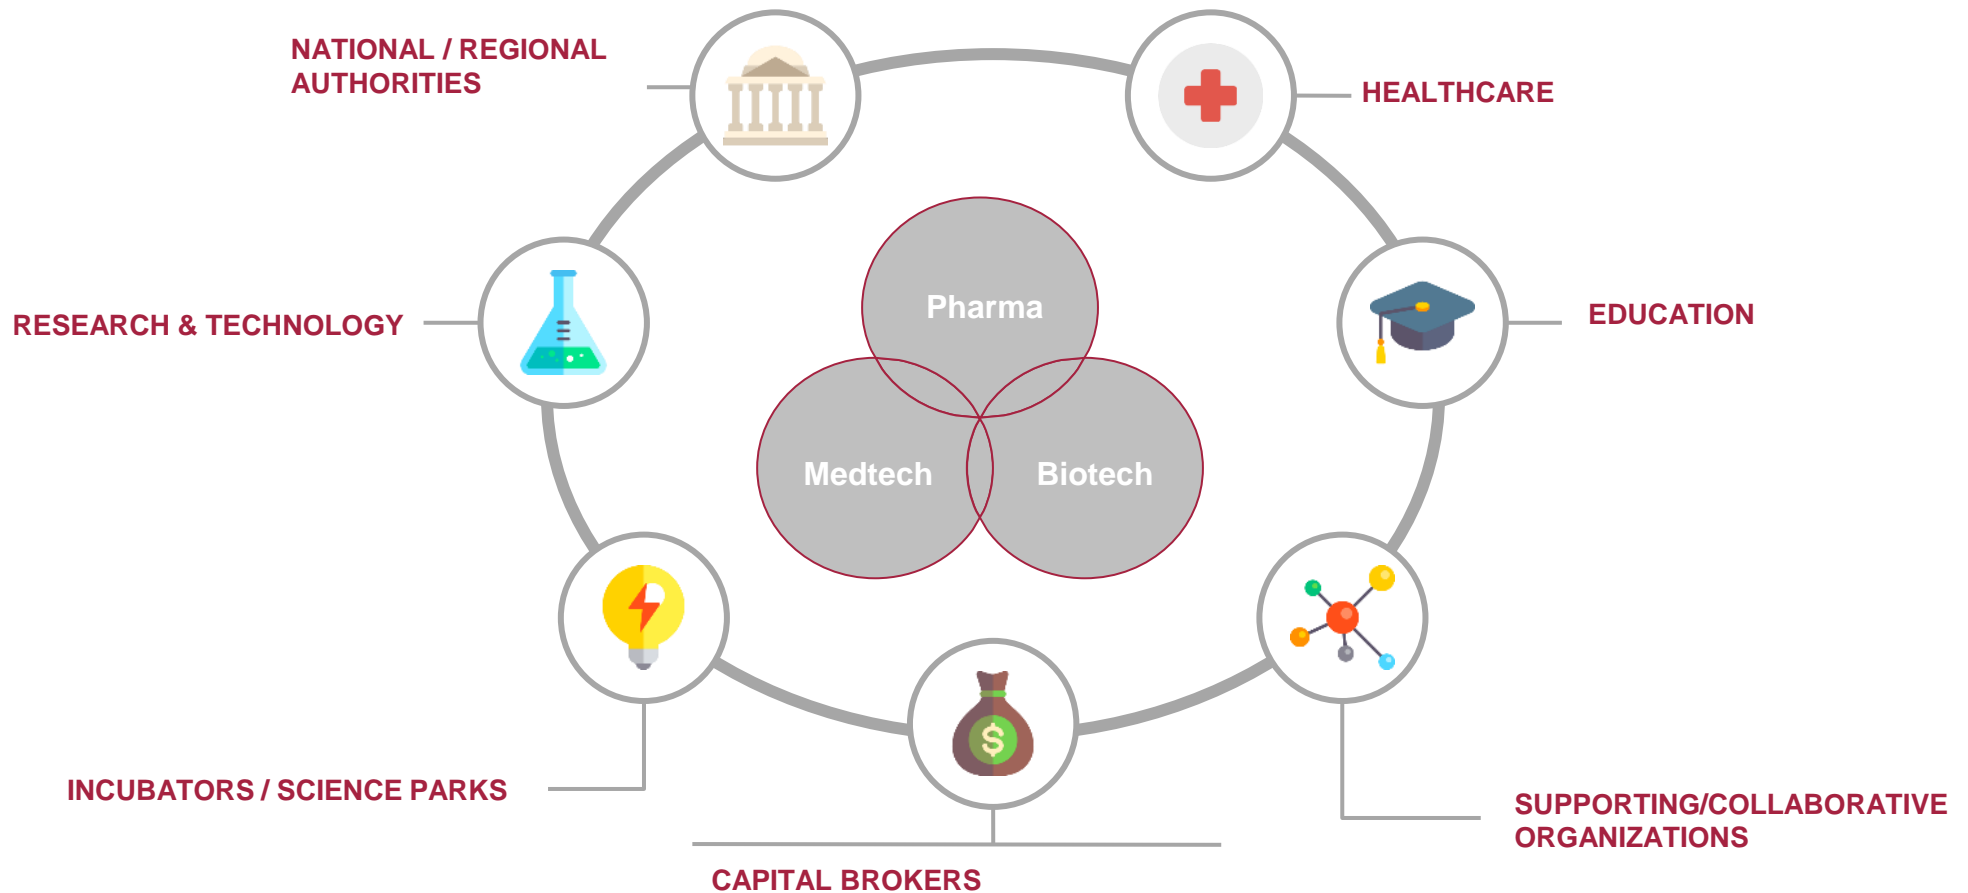 NATIONAL / REGIONAL
AUTHORITIES
HEALTHCARE
RESEARCH & TECHNOLOGY
EDUCATION
Pharma
Medtech
Biotech
$
INCUBATORS / SCIENCE PARKS
SUPPORTING/COLLABORATIVE
ORGANIZATIONS
CAPITAL BROKERS